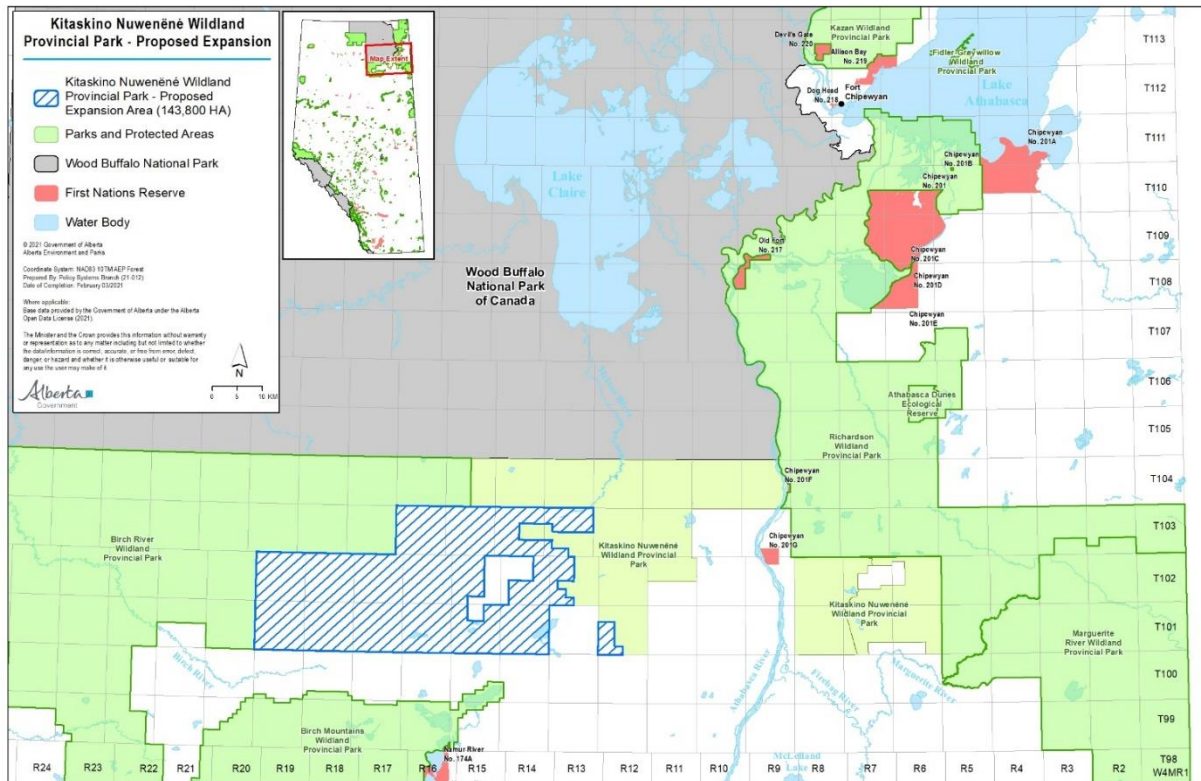 Kitaskino Nuwenëné Wildland
Provincial Park - Proposed Expansion
Kitaskino Nuwenëné Wildland
Provincial Park - Proposed
Expansion Area (143,800 HA)
Parks and Protected Areas
Wood Buffalo National Park
First Nations Reserve
Water Body
© 2021 Government of Alberta
Alberta Environment and Parks
Coordinate System: NAD83 10TM AEP Forest
Prepared By: Policy Systems Branch (21-012)
Date of Completion: February 03/2021
Where applicable:
Base data provided by the Government of Alberta under the Alberta
Open Data License (2021).
The Minister and the Crown provides this information without warranty
or representation as to any matter including but not limited to whether
the data/information is correct, accurate, or free from error, defect,
danger, or hazard and whether it is otherwise useful or suitable for
any use the user may make of it.
Alberta
Government
N
0 5 10 KM
Map Extent
Devil's Gate
No. 220
Kazan Wildland
Provincial Park
Allison Bay
No. 219
Fidler-Greywillow
Wildland
Provincial Park
Dog Head
No. 218
Fort
Chipewyan
Lake
Athabasca
Chipewyan
No. 201A
Chipewyan
No. 201B
Chipewyan
No. 201
Lake
Claire
Old Fort
No. 217
Chipewyan
No. 201C
Chipewyan
No. 201D
Chipewyan
No. 201E
Wood Buffalo
National Park
of Canada
Athabasca Dunes
Ecological
Reserve
Richardson
Wildland
Provincial Park
Chipewyan
No. 201F
Birch River
Wildland
Provincial Park
Kitaskino Nuwenëné
Wildland Provincial
Park
Chipewyan
No. 201G
Kitaskino Nuwenëné
Wildland Provincial
Park
Marguerite
River Wildland
Provincial Park
Birch River
Athabasca River
Firebag River
Marguerite River
Birch Mountains
Wildland
Provincial Park
Namur River
No. 174A
McLelland
Lake
T113
T112
T111
T110
T109
T108
T107
T106
T105
T104
T103
T102
T101
T100
T99
T98
W4MR1
R24 R23 R22 R21 R20 R19 R18 R17 R16 R15 R14 R13 R12 R11 R10 R9 R8 R7 R6 R5 R4 R3 R2